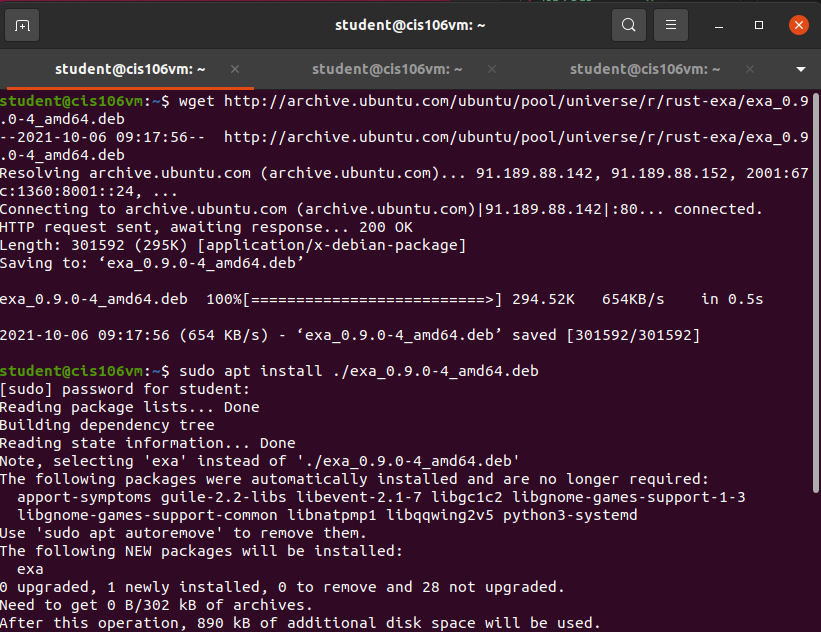 student@cis106vm: ~
student@cis106vm: ~
student@cis106vm: ~
student@cis106vm: ~
student@cis106vm:~$ wget http://archive.ubuntu.com/ubuntu/pool/universe/r/rust-exa/exa_0.9
.0-4_amd64.deb
--2021-10-06 09:17:56--  http://archive.ubuntu.com/ubuntu/pool/universe/r/rust-exa/exa_0.9
.0-4_amd64.deb
Resolving archive.ubuntu.com (archive.ubuntu.com)... 91.189.88.142, 91.189.88.152, 2001:67
c:1360:8001::24, ...
Connecting to archive.ubuntu.com (archive.ubuntu.com)|91.189.88.142|:80... connected.
HTTP request sent, awaiting response... 200 OK
Length: 301592 (295K) [application/x-debian-package]
Saving to: ‘exa_0.9.0-4_amd64.deb’
exa_0.9.0-4_amd64.deb  100%[==========================>] 294.52K   654KB/s    in 0.5s
2021-10-06 09:17:56 (654 KB/s) - ‘exa_0.9.0-4_amd64.deb’ saved [301592/301592]
student@cis106vm:~$ sudo apt install ./exa_0.9.0-4_amd64.deb
[sudo] password for student:
Reading package lists... Done
Building dependency tree
Reading state information... Done
Note, selecting 'exa' instead of './exa_0.9.0-4_amd64.deb'
The following packages were automatically installed and are no longer required:
  apport-symptoms guile-2.2-libs libevent-2.1-7 libgc1c2 libgnome-games-support-1-3
  libgnome-games-support-common libnatpmp1 libqqwing2v5 python3-systemd
Use 'sudo apt autoremove' to remove them.
The following NEW packages will be installed:
  exa
0 upgraded, 1 newly installed, 0 to remove and 28 not upgraded.
Need to get 0 B/302 kB of archives.
After this operation, 890 kB of additional disk space will be used.